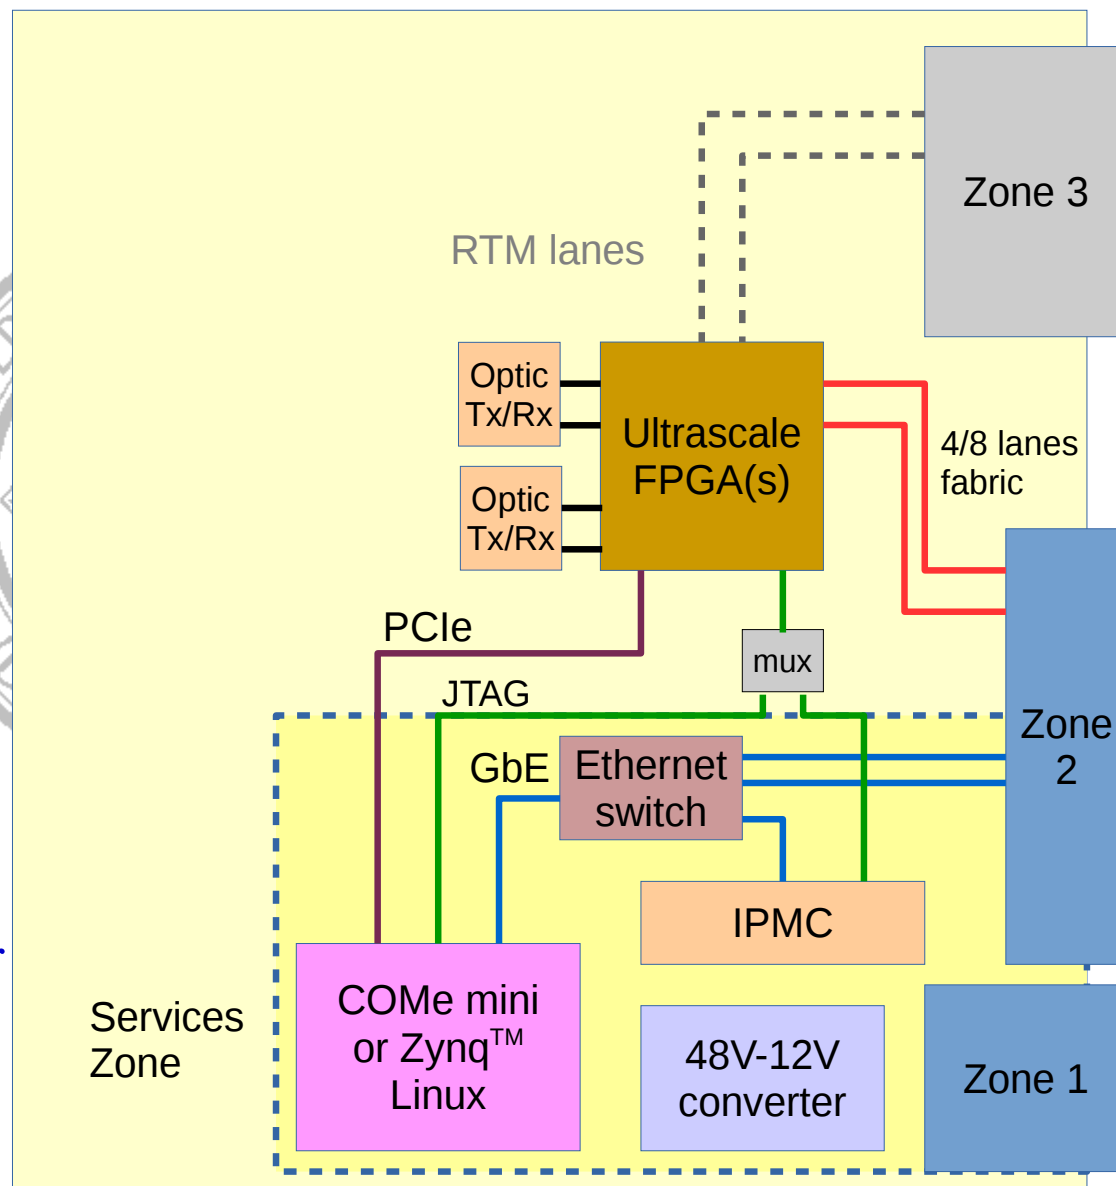 Zone 3
RTM lanes
Optic
Tx/Rx
Ultrascale
FPGA(s)
4/8 lanes
fabric
Optic
Tx/Rx
PCIe
mux
JTAG
Zone
2
GbE
Ethernet
switch
IPMC
Services
Zone
COMe mini
or Zynq™
Linux
48V-12V
converter
Zone 1